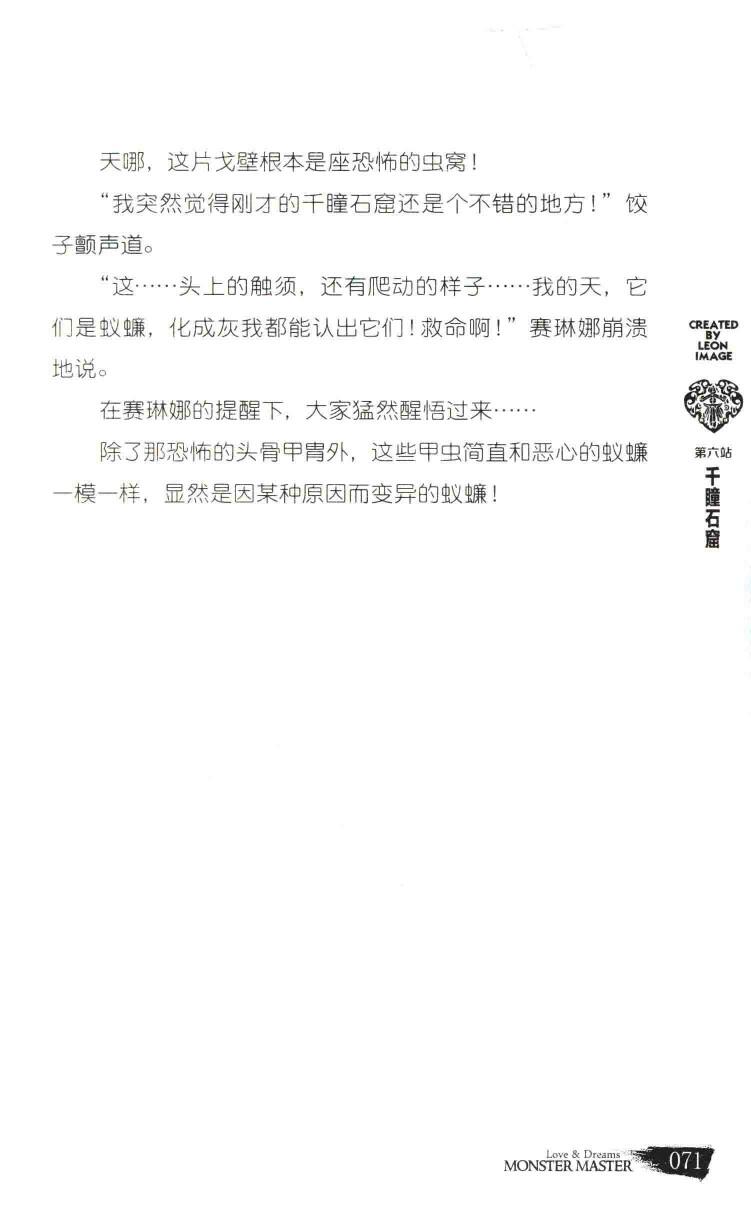 天哪，这片戈壁根本是座恐怖的虫窝！
“我突然觉得刚才的千瞳石窟还是个不错的地方！”饺
子颤声道。
“这……头上的触须，还有爬动的样子……我的天，它
们是蚁蠊，化成灰我都能认出它们！救命啊！”赛琳娜崩溃
地说。
在赛琳娜的提醒下，大家猛然醒悟过来……
除了那恐怖的头骨甲胄外，这些甲虫简直和恶心的蚁蠊
一模一样，显然是因某种原因而变异的蚁蠊！
CREATED
BY
LEON
IMAGE
第六站
千瞳石窟
Love & Dreams
MONSTER MASTER
071